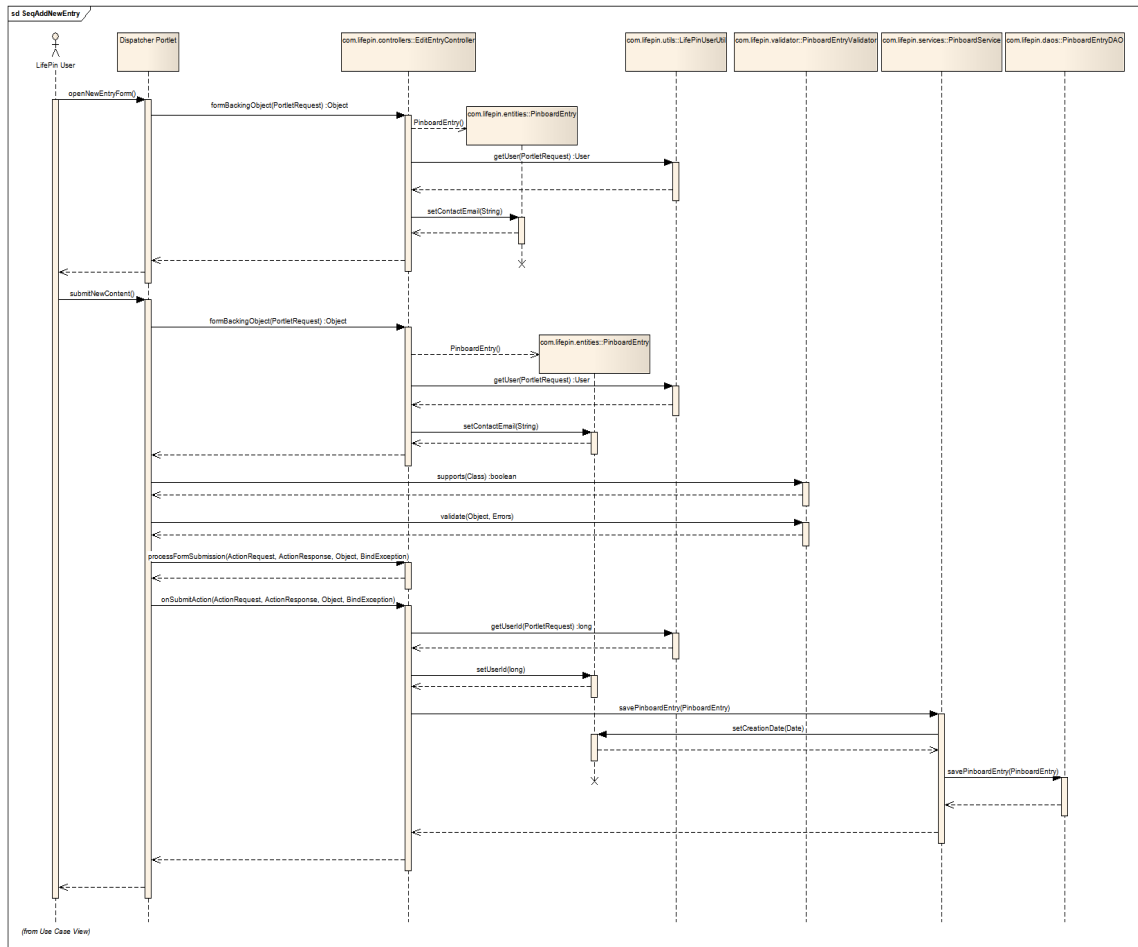 sd SeqAddNewEntry
LifePin User
Dispatcher Portlet
com.lifepin.controllers::EditEntryController
com.lifepin.utils::LifePinUserUtil
com.lifepin.validator::PinboardEntryValidator
com.lifepin.services::PinboardService
com.lifepin.daos::PinboardEntryDAO
openNewEntryForm()
formBackingObject(PortletRequest) :Object
com.lifepin.entities::PinboardEntry
PinboardEntry()
getUser(PortletRequest) :User
setContactEmail(String)
submitNewContent()
formBackingObject(PortletRequest) :Object
com.lifepin.entities::PinboardEntry
PinboardEntry()
getUser(PortletRequest) :User
setContactEmail(String)
supports(Class) :boolean
validate(Object, Errors)
processFormSubmission(ActionRequest, ActionResponse, Object, BindException)
onSubmitAction(ActionRequest, ActionResponse, Object, BindException)
getUserId(PortletRequest) :long
setUserId(long)
savePinboardEntry(PinboardEntry)
setCreationDate(Date)
savePinboardEntry(PinboardEntry)
(from Use Case View)